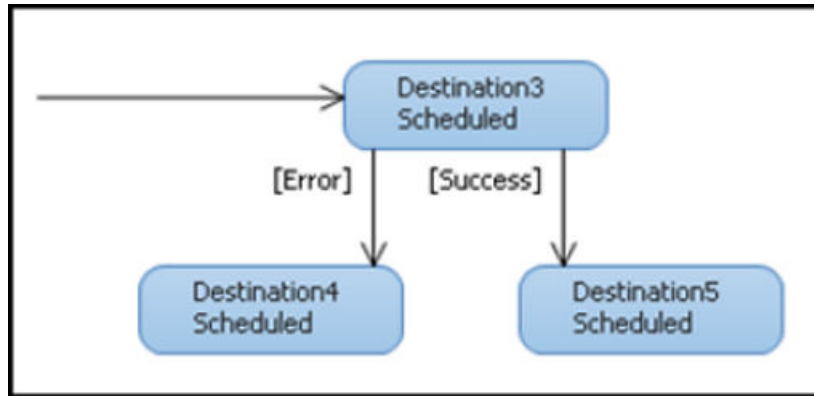 Destination3
Scheduled
[Error]
[Success]
Destination4
Scheduled
Destination5
Scheduled